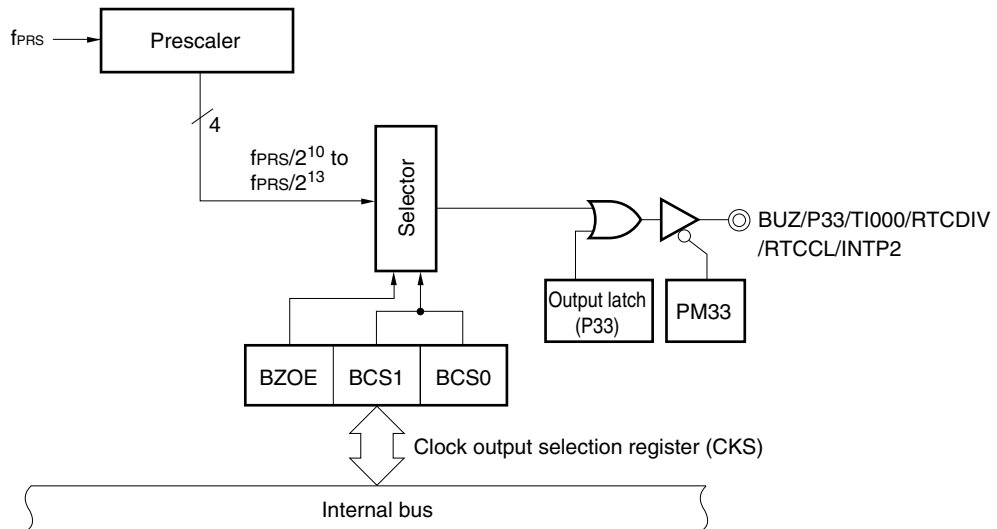 fPRS
Prescaler
4
fPRS/2^10 to
fPRS/2^13
Selector
BUZ/P33/TI000/RTCDIV
/RTCCL/INTP2
Output latch
(P33)
PM33
BZOE
BCS1
BCS0
Clock output selection register (CKS)
Internal bus